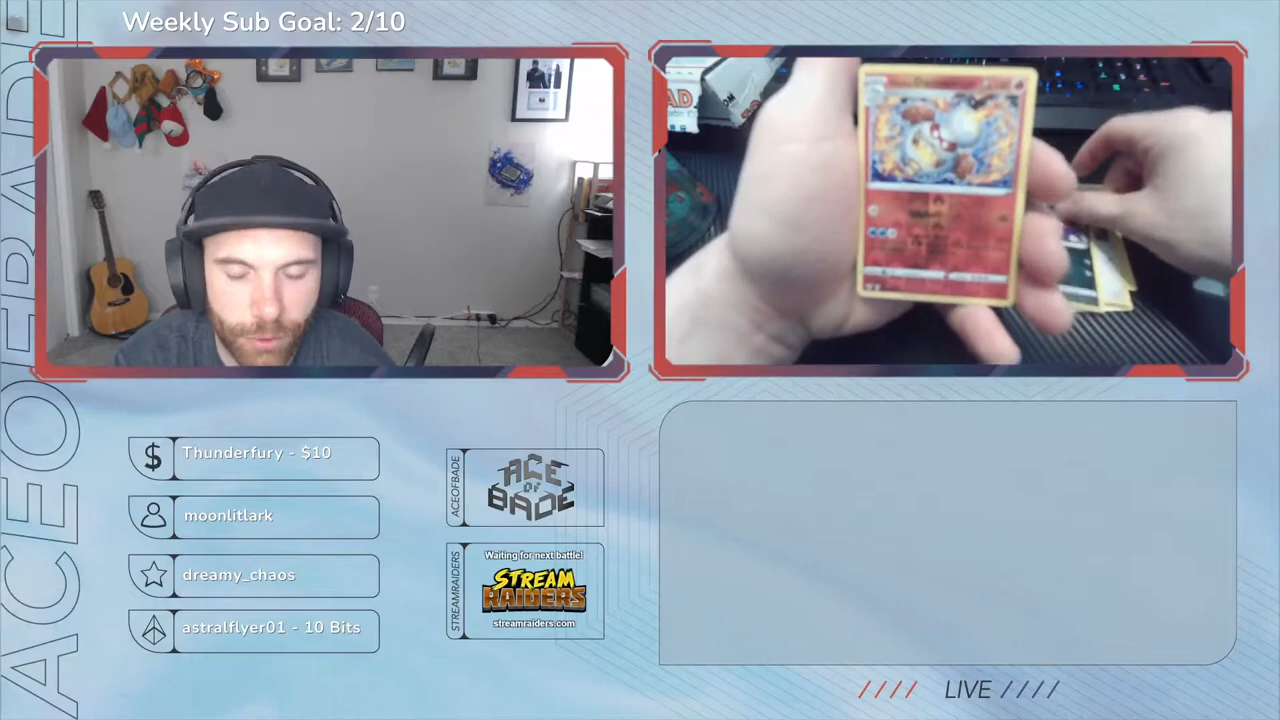 Weekly Sub Goal: 2/10
ACEOFBADE
Thunderfury - $10
moonlitlark
dreamy_chaos
astralflyer01 - 10 Bits
ACEOFBADE
ACE
OF
BADE
STREAMRAIDERS
Waiting for next battle!
STREAM
RAIDERS
streamraiders.com
//// LIVE ////